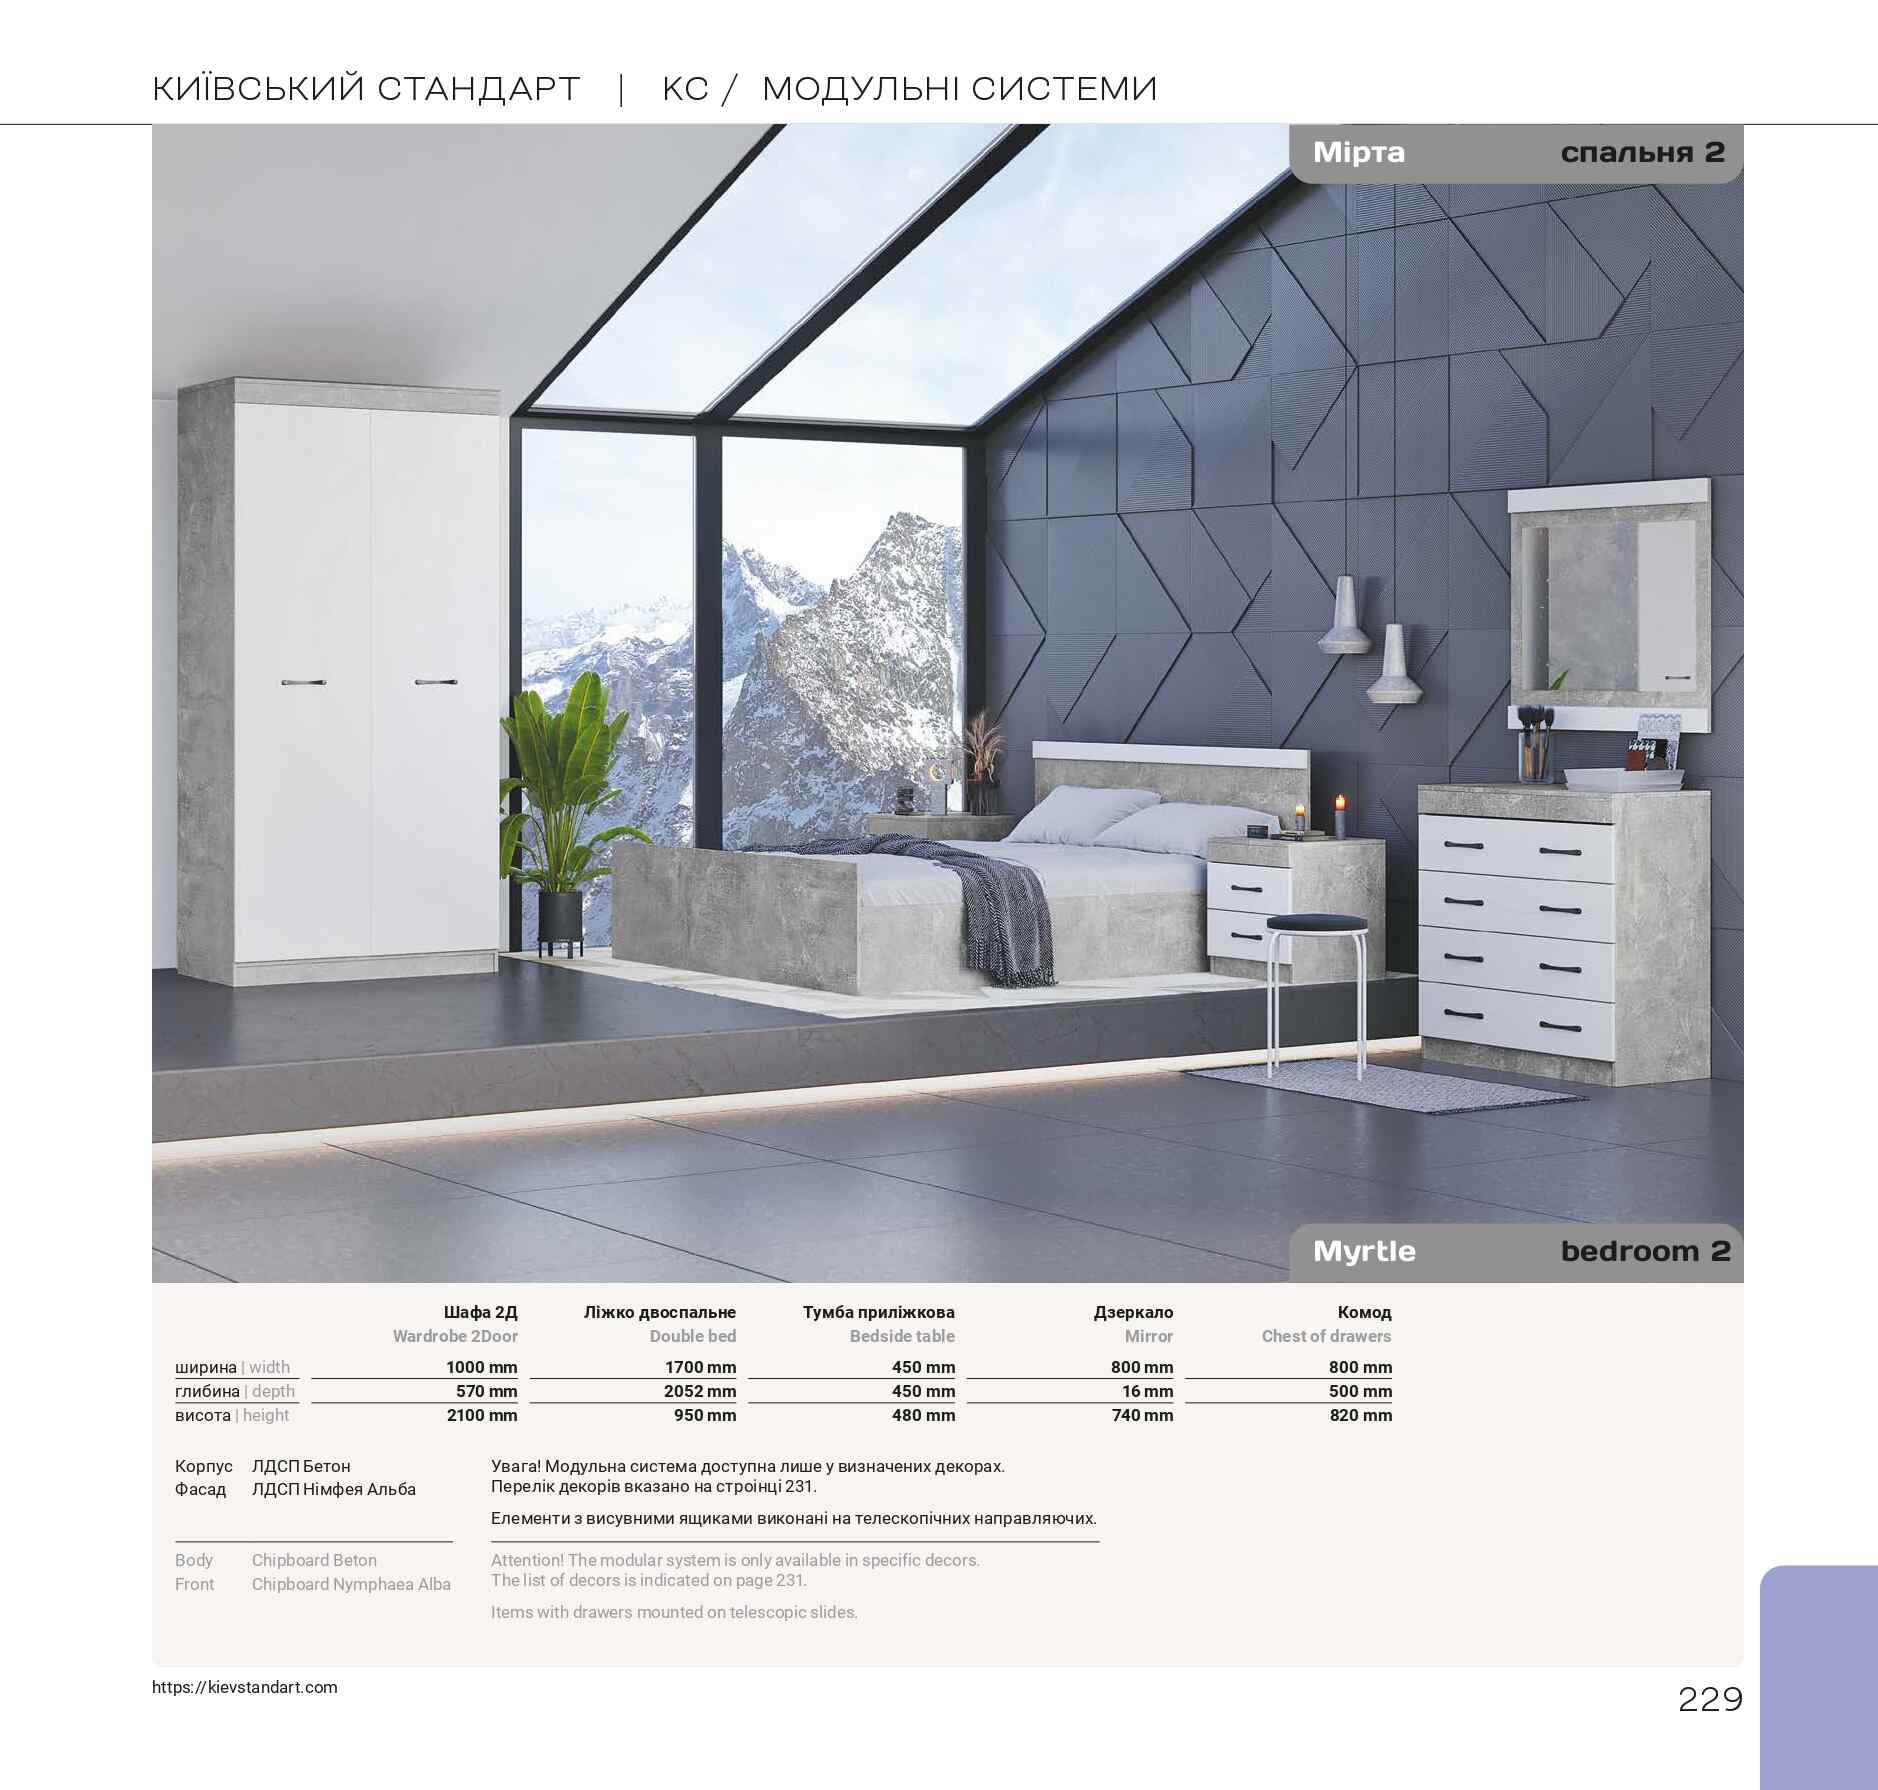 КИЇВСЬКИЙ СТАНДАРТ | КС / МОДУЛЬНІ СИСТЕМИ
Мірта спальня 2
Myrtle bedroom 2
Шафа 2Д Ліжко двоспальне Тумба приліжкова Дзеркало Комод
Wardrobe 2Door Double bed Bedside table Mirror Chest of drawers
ширина | width 1000 mm 1700 mm 450 mm 800 mm 800 mm
глибина | depth 570 mm 2052 mm 450 mm 16 mm 500 mm
висота | height 2100 mm 950 mm 480 mm 740 mm 820 mm
Корпус ЛДСП Бетон
Фасад ЛДСП Німфея Альба
Увага! Модульна система доступна лише у визначених декорах.
Перелік декорів вказано на строінці 231.
Елементи з висувними ящиками виконані на телескопічних направляючих.
Body Chipboard Beton
Front Chipboard Nymphaea Alba
Attention! The modular system is only available in specific decors.
The list of decors is indicated on page 231.
Items with drawers mounted on telescopic slides.
https://kievstandart.com
229